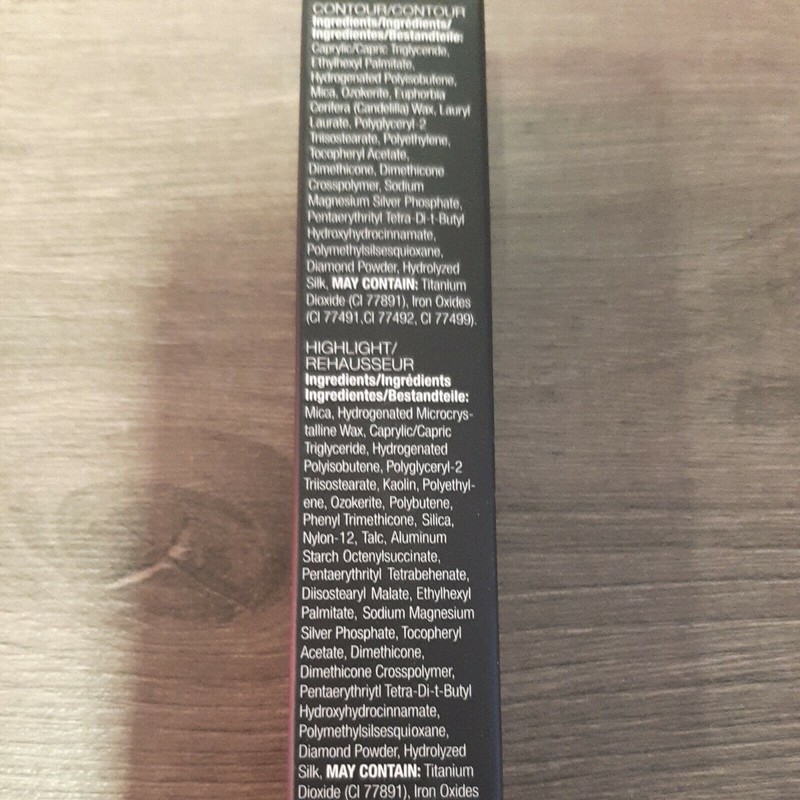 CONTOUR/CONTOUR
Ingredients/Ingrédients/
Ingredientes/Bestandteile:
Caprylic/Capric Triglyceride,
Ethylhexyl Palmitate,
Hydrogenated Polyisobutene,
Mica, Ozokerite, Euphorbia
Cerifera (Candelilla) Wax, Lauryl
Laurate, Polyglyceryl-2
Triisostearate, Polyethylene,
Tocopheryl Acetate,
Dimethicone, Dimethicone
Crosspolymer, Sodium
Magnesium Silver Phosphate,
Pentaerythrityl Tetra-Di-t-Butyl
Hydroxyhydrocinnamate,
Polymethylsilsesquioxane,
Diamond Powder, Hydrolyzed
Silk, MAY CONTAIN: Titanium
Dioxide (CI 77891), Iron Oxides
(CI 77491,CI 77492, CI 77499).
HIGHLIGHT/
REHAUSSEUR
Ingredients/Ingrédients
Ingredientes/Bestandteile:
Mica, Hydrogenated Microcrys-
talline Wax, Caprylic/Capric
Triglyceride, Hydrogenated
Polyisobutene, Polyglyceryl-2
Triisostearate, Kaolin, Polyethyl-
ene, Ozokerite, Polybutene,
Phenyl Trimethicone, Silica,
Nylon-12, Talc, Aluminum
Starch Octenylsuccinate,
Pentaerythrityl Tetrabehenate,
Diisostearyl Malate, Ethylhexyl
Palmitate, Sodium Magnesium
Silver Phosphate, Tocopheryl
Acetate, Dimethicone,
Dimethicone Crosspolymer,
Pentaerythriytl Tetra-Di-t-Butyl
Hydroxyhydrocinnamate,
Polymethylsilsesquioxane,
Diamond Powder, Hydrolyzed
Silk, MAY CONTAIN: Titanium
Dioxide (CI 77891), Iron Oxides